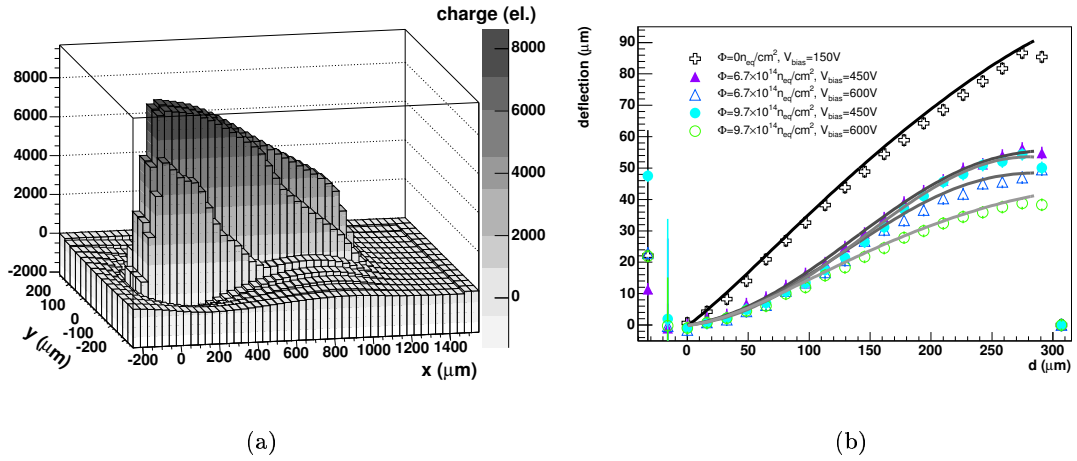 charge (el.)
8000
6000
4000
2000
0
-2000
200
100
0
-100
-200
y (μm)
-200 0 200 400 600 800 1000 1200 1400
x (μm)
8000
6000
4000
2000
0
(a)
deflection (μm)
90
80
70
60
50
40
30
20
10
0
Φ=0n_eq/cm², V_bias=150V
Φ=6.7×10¹⁴n_eq/cm², V_bias=450V
Φ=6.7×10¹⁴n_eq/cm², V_bias=600V
Φ=9.7×10¹⁴n_eq/cm², V_bias=450V
Φ=9.7×10¹⁴n_eq/cm², V_bias=600V
0 50 100 150 200 250 300
d (μm)
(b)